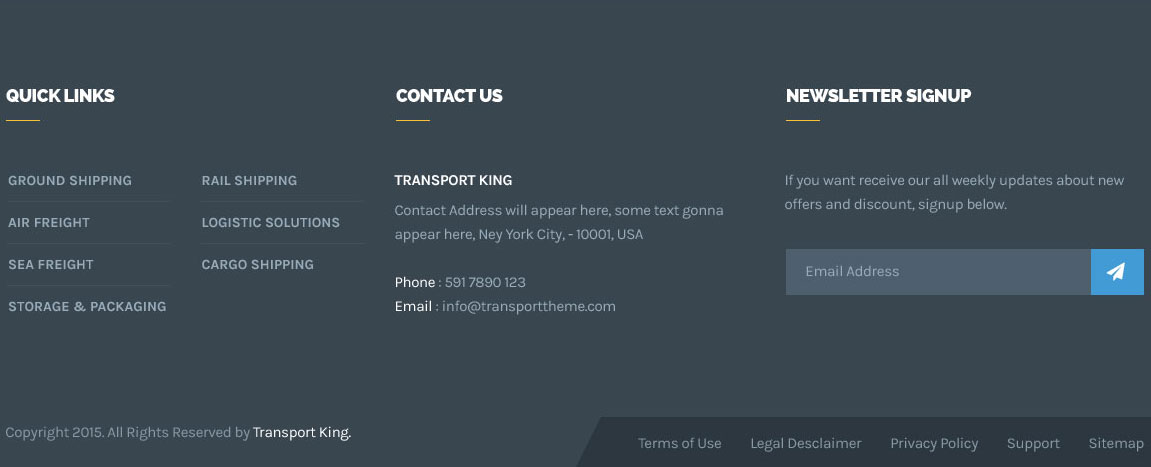 QUICK LINKS
GROUND SHIPPING
AIR FREIGHT
SEA FREIGHT
STORAGE & PACKAGING
RAIL SHIPPING
LOGISTIC SOLUTIONS
CARGO SHIPPING
CONTACT US
TRANSPORT KING
Contact Address will appear here, some text gonna
appear here, Ney York City, - 10001, USA
Phone : 591 7890 123
Email : info@transporttheme.com
NEWSLETTER SIGNUP
If you want receive our all weekly updates about new
offers and discount, signup below.
Email Address
Copyright 2015. All Rights Reserved by Transport King.
Terms of Use Legal Desclaimer Privacy Policy Support Sitemap